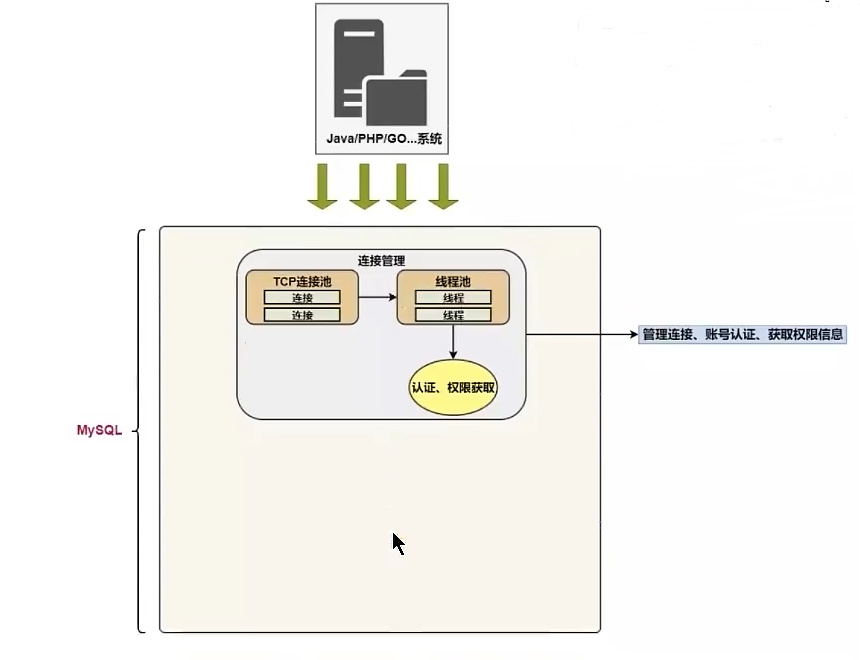 Java/PHP/GO...系统
连接管理
TCP连接池
连接
连接
线程池
线程
线程
认证、权限获取
管理连接、账号认证、获取权限信息
MySQL